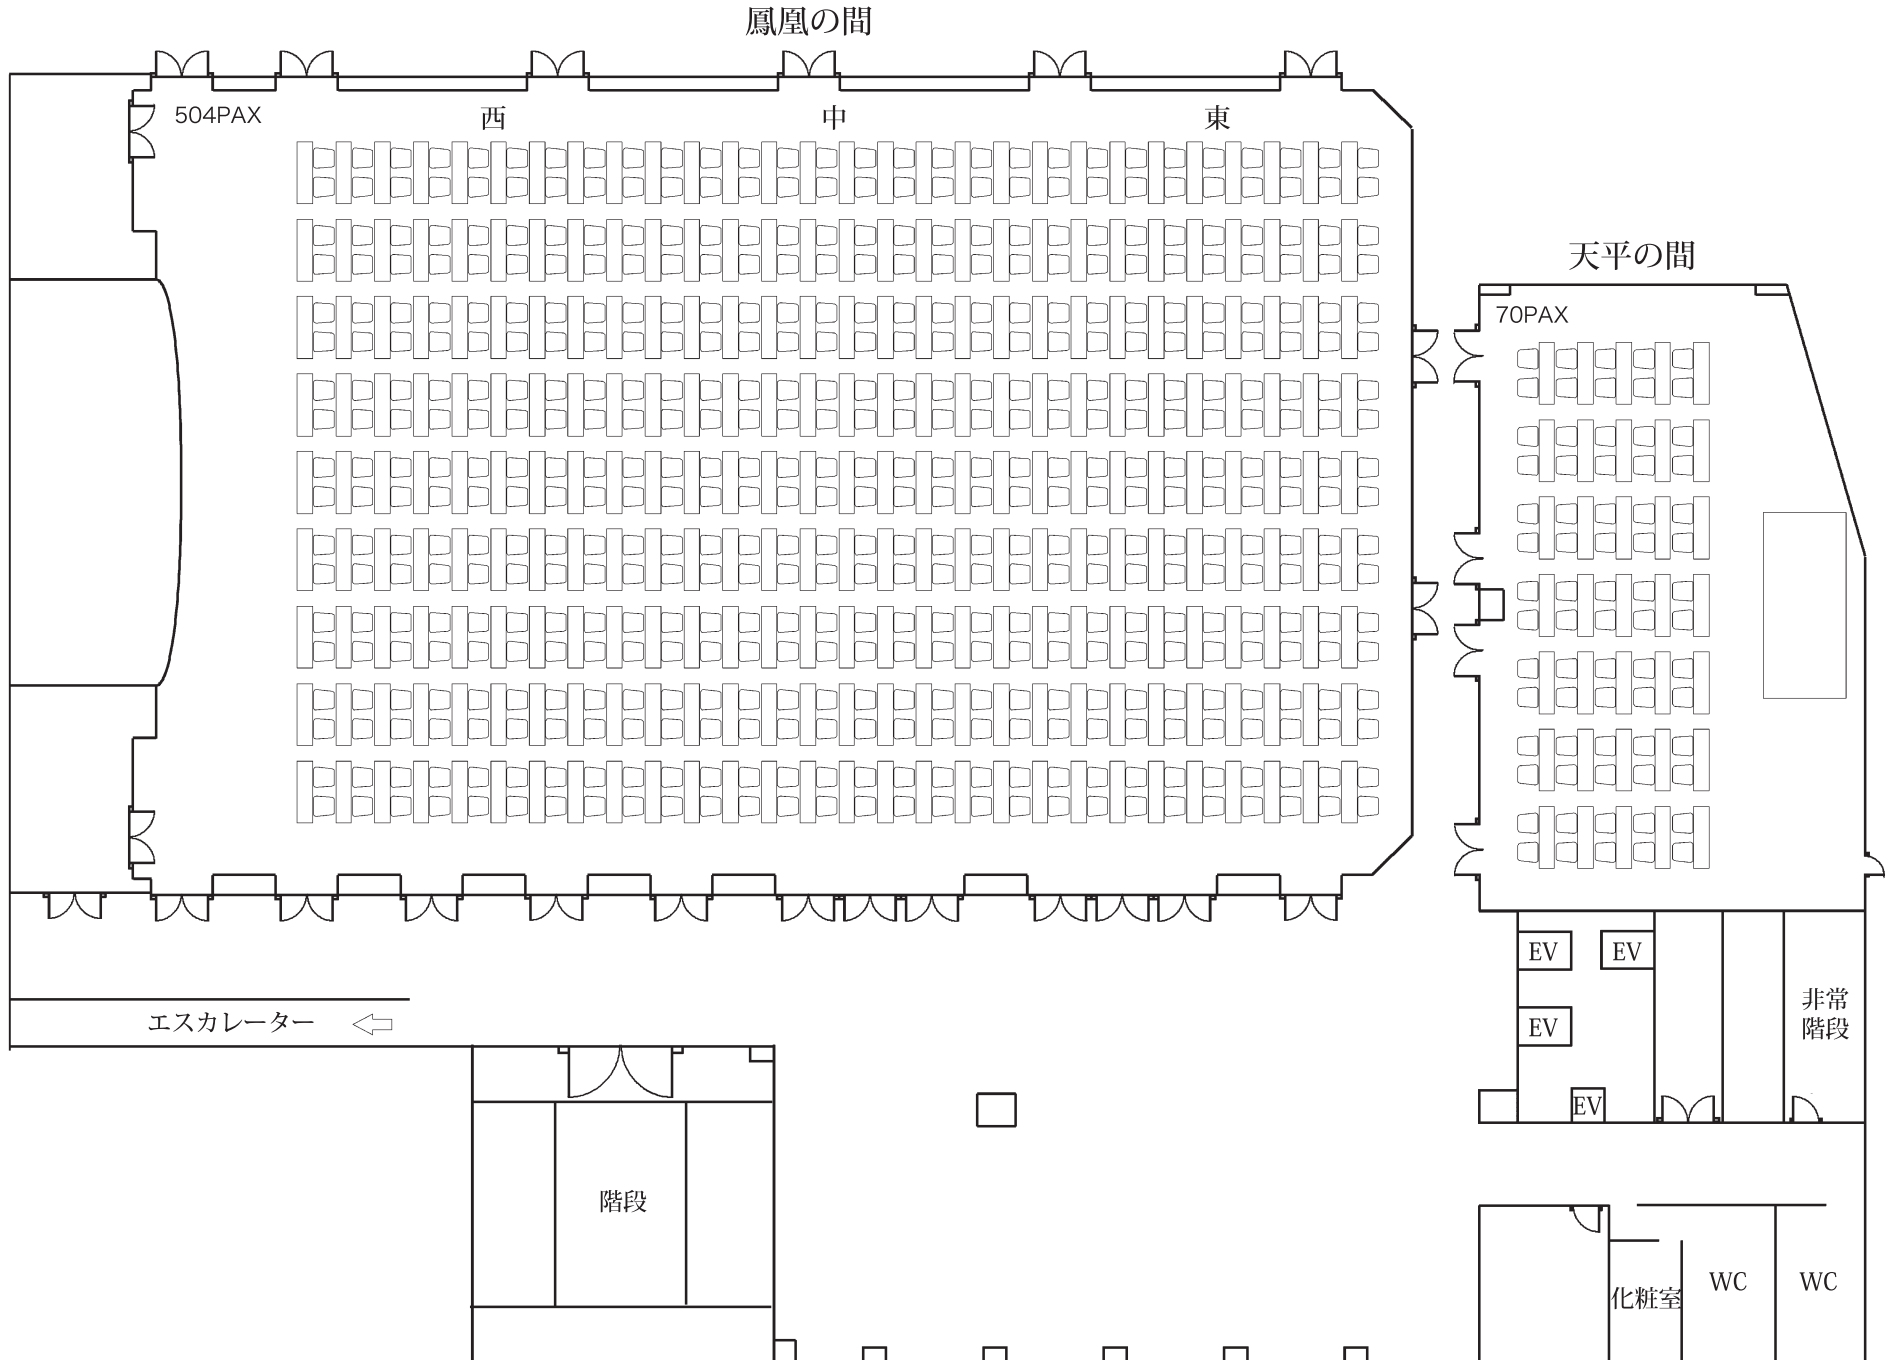 鳳凰の間
504PAX
西
中
東
天平の間
70PAX
EV
EV
EV
EV
非常
階段
エスカレーター
階段
化粧室
WC
WC